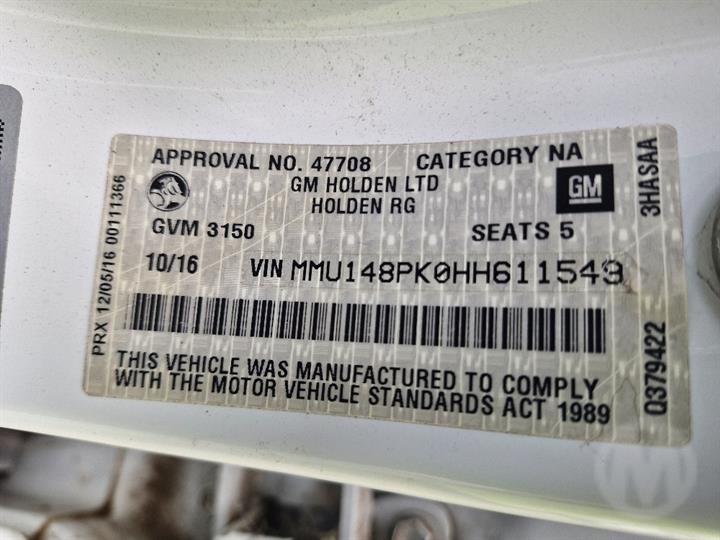 APPROVAL NO. 47708 CATEGORY NA
GM HOLDEN LTD
HOLDEN RG
GM
GVM 3150 SEATS 5
10/16 VIN MMU148PK0HH611549
THIS VEHICLE WAS MANUFACTURED TO COMPLY
WITH THE MOTOR VEHICLE STANDARDS ACT 1989
PRX 12/05/16 00111366
Q379422 3HASAA
M